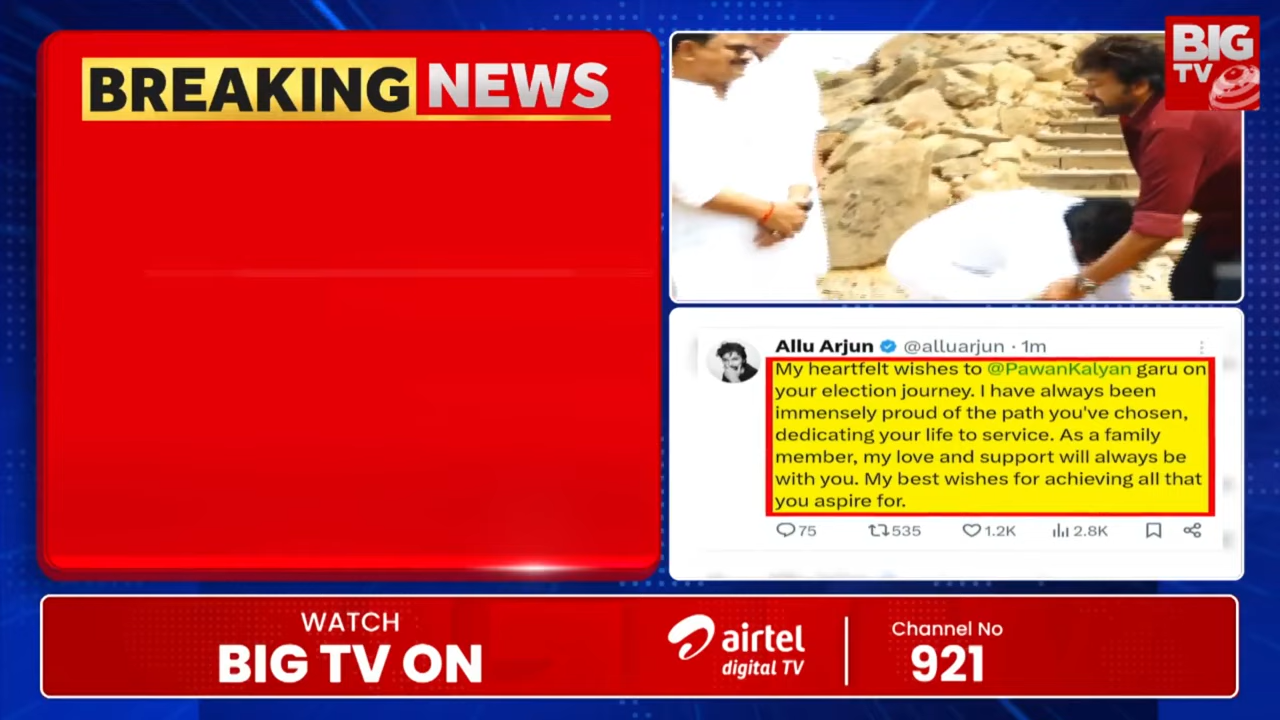 BREAKING NEWS
BIG
TV
Allu Arjun @alluarjun · 1m
My heartfelt wishes to @PawanKalyan garu on
your election journey. I have always been
immensely proud of the path you've chosen,
dedicating your life to service. As a family
member, my love and support will always be
with you. My best wishes for achieving all that
you aspire for.
75 535 1.2K 2.8K
WATCH
BIG TV ON
airtel
digital TV
Channel No
921